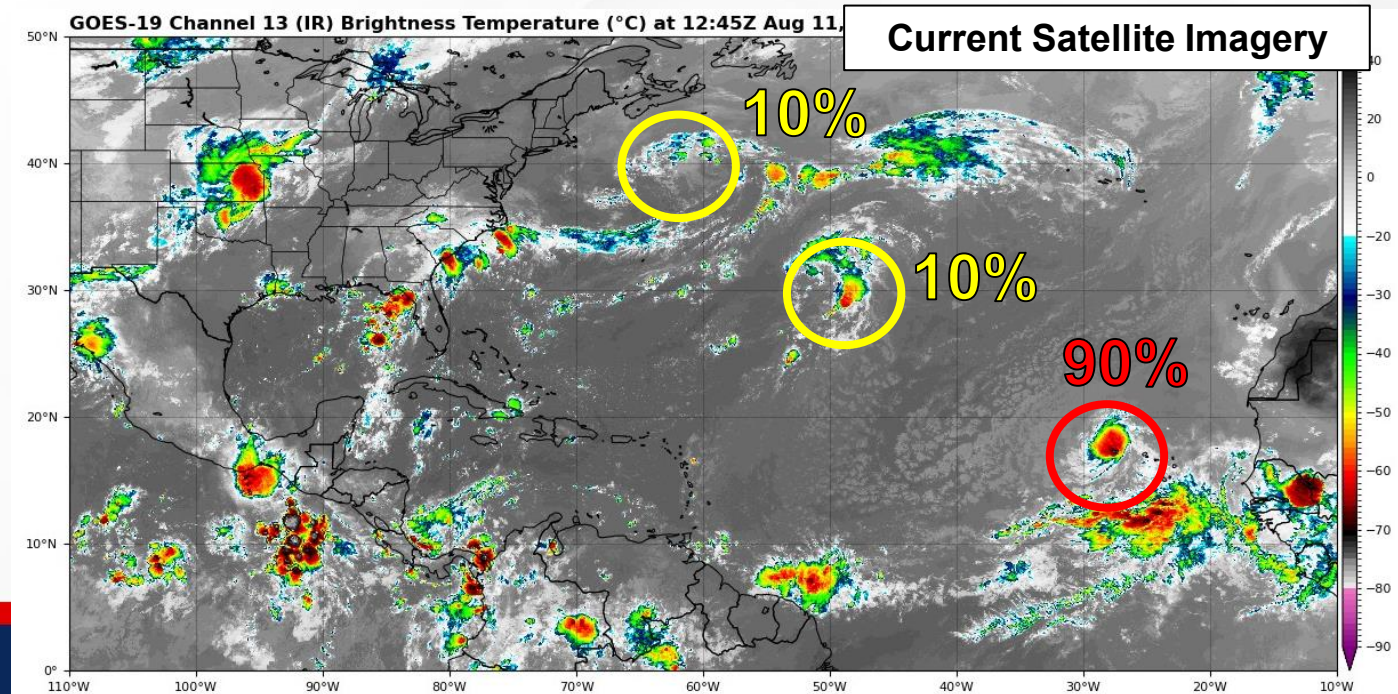 GOES-19 Channel 13 (IR) Brightness Temperature (°C) at 12:45Z Aug 11,
Current Satellite Imagery
50°N
40°N
30°N
20°N
10°N
0°
10%
10%
90%
20
0
−20
−30
−40
−50
−60
−70
−80
−90
110°W 100°W 90°W 80°W 70°W 60°W 50°W 40°W 30°W 20°W 10°W